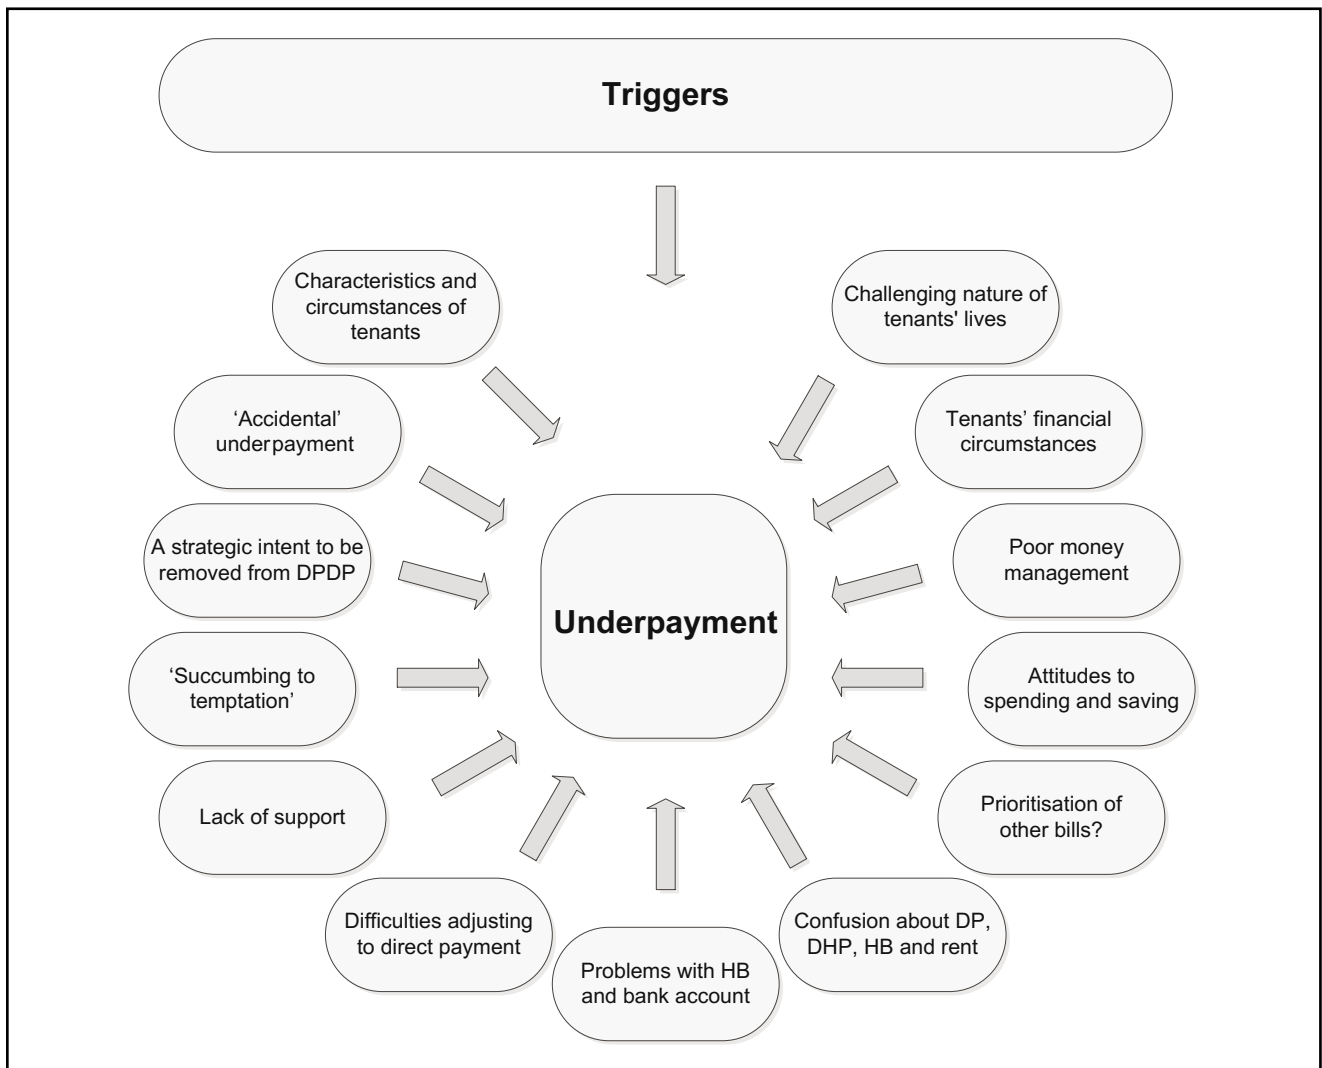 Triggers
Characteristics and
circumstances of
tenants
Challenging nature of
tenants' lives
‘Accidental’
underpayment
Tenants’ financial
circumstances
A strategic intent to be
removed from DPDP
Poor money
management
Underpayment
‘Succumbing to
temptation’
Attitudes to
spending and saving
Lack of support
Prioritisation of
other bills?
Difficulties adjusting
to direct payment
Confusion about DP,
DHP, HB and rent
Problems with HB
and bank account